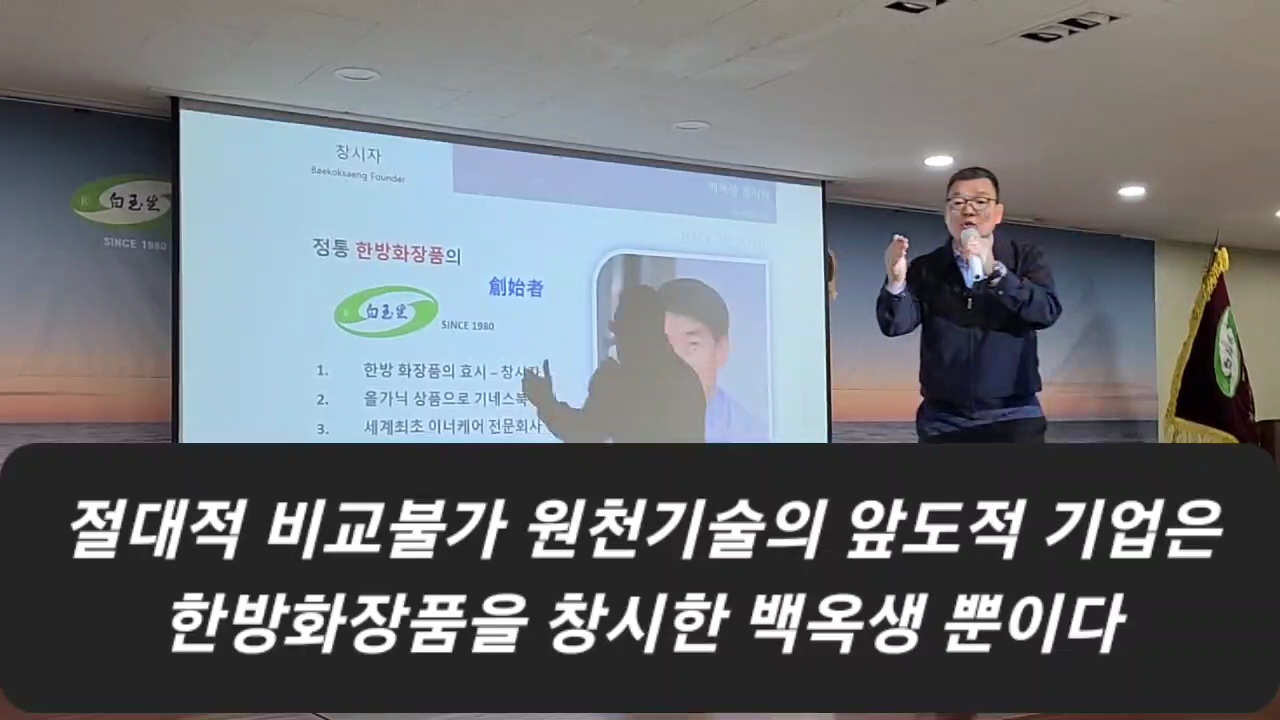 창시자
Baekoksaeng Founder
白玉生
SINCE 1980
정통 한방화장품의
創始者
白玉生
SINCE 1980
1. 한방 화장품의 효시 – 창시자
2. 올가닉 상품으로 기네스북
3. 세계최초 이너케어 전문회사
절대적 비교불가 원천기술의 앞도적 기업은
한방화장품을 창시한 백옥생 뿐이다